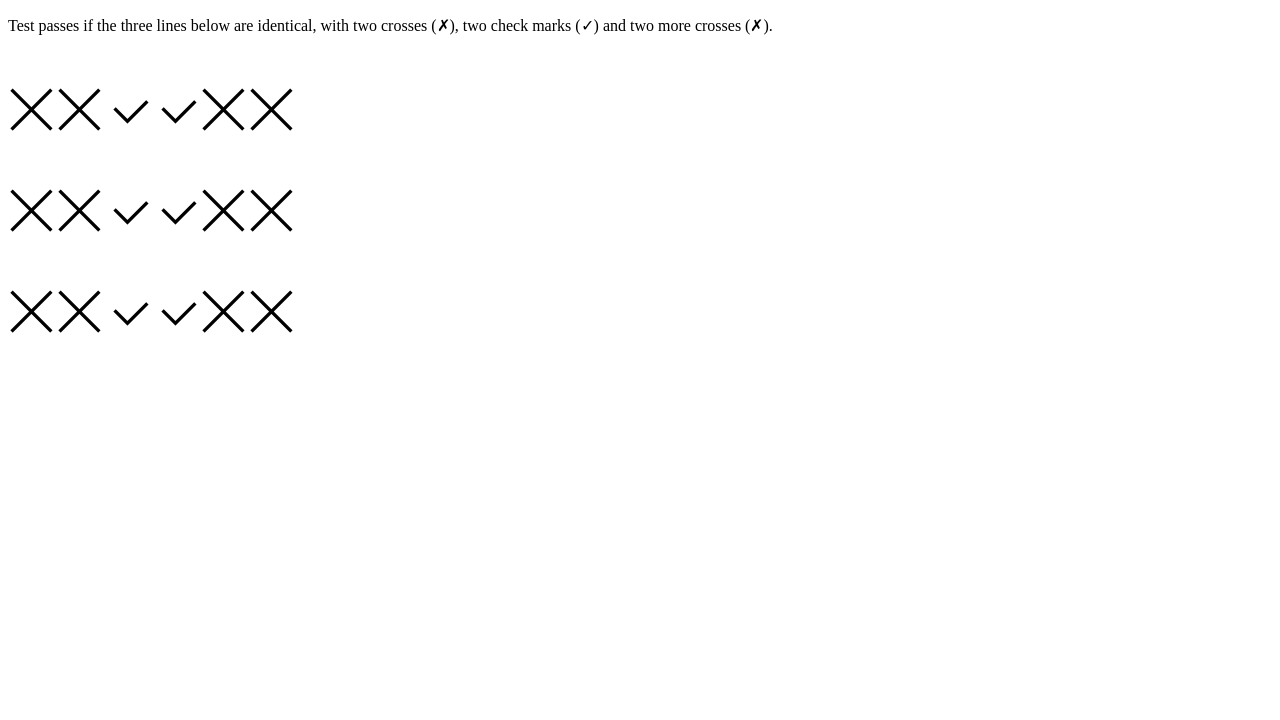 Test passes if the three lines below are identical, with two crosses (✗), two check marks (✓) and two more crosses (✗).
✗✗✓✓✗✗
✗✗✓✓✗✗
✗✗✓✓✗✗